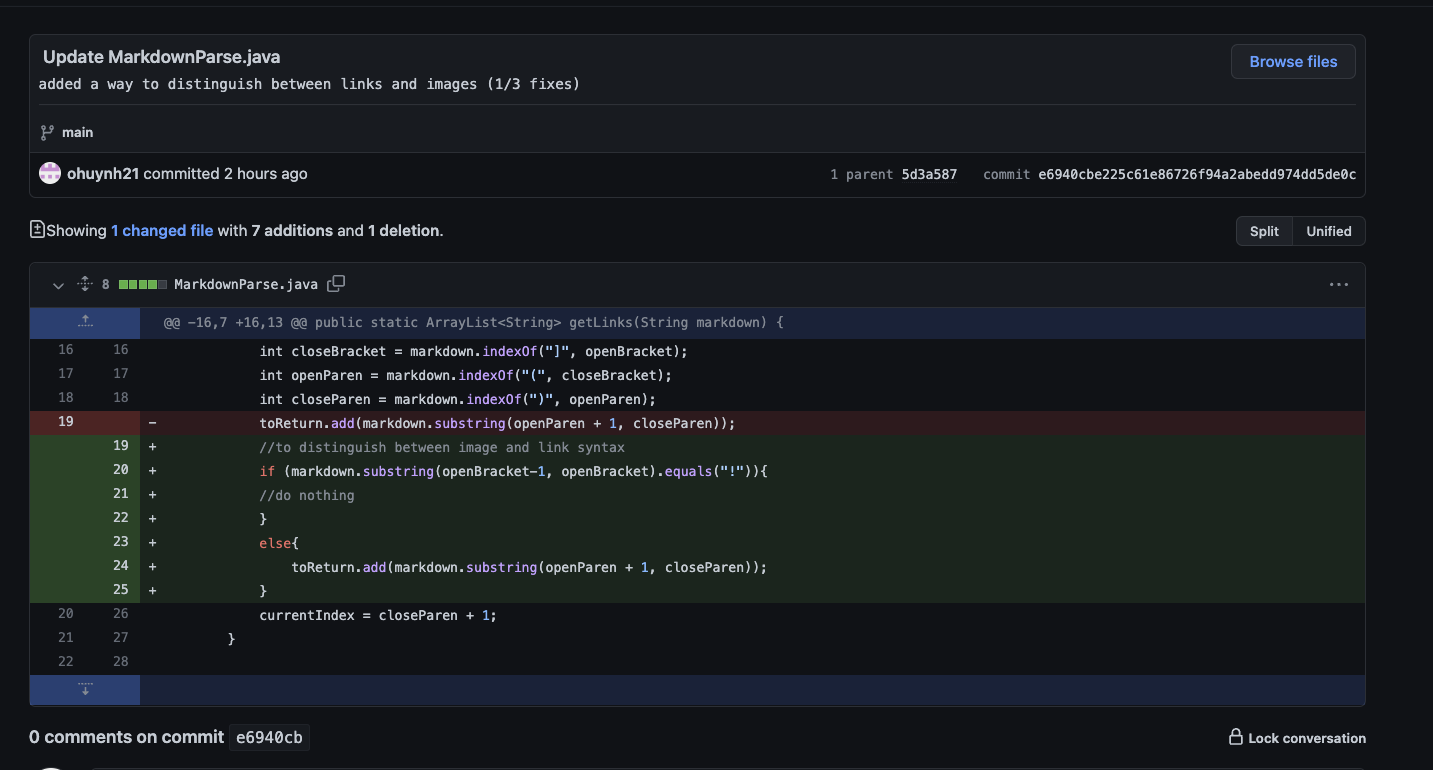 Update MarkdownParse.java
Browse files
added a way to distinguish between links and images (1/3 fixes)
main
ohuynh21 committed 2 hours ago
1 parent 5d3a587 commit e6940cbe225c61e86726f94a2abedd974dd5de0c
Showing 1 changed file with 7 additions and 1 deletion.
Split Unified
8 MarkdownParse.java
@@ -16,7 +16,13 @@ public static ArrayList<String> getLinks(String markdown) {
16 16 int closeBracket = markdown.indexOf("]", openBracket);
17 17 int openParen = markdown.indexOf("(", closeBracket);
18 18 int closeParen = markdown.indexOf(")", openParen);
19 - toReturn.add(markdown.substring(openParen + 1, closeParen));
19 + //to distinguish between image and link syntax
20 + if (markdown.substring(openBracket-1, openBracket).equals("!")){
21 + //do nothing
22 + }
23 + else{
24 + toReturn.add(markdown.substring(openParen + 1, closeParen));
25 + }
20 26 currentIndex = closeParen + 1;
21 27 }
22 28
0 comments on commit e6940cb
Lock conversation